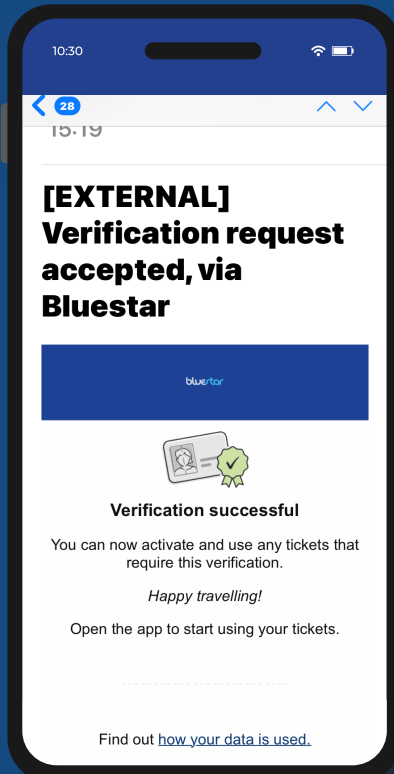 10:30
28
15:19
[EXTERNAL]
Verification request
accepted, via
Bluestar
bluestar
Verification successful
You can now activate and use any tickets that
require this verification.
Happy travelling!
Open the app to start using your tickets.
Find out how your data is used.